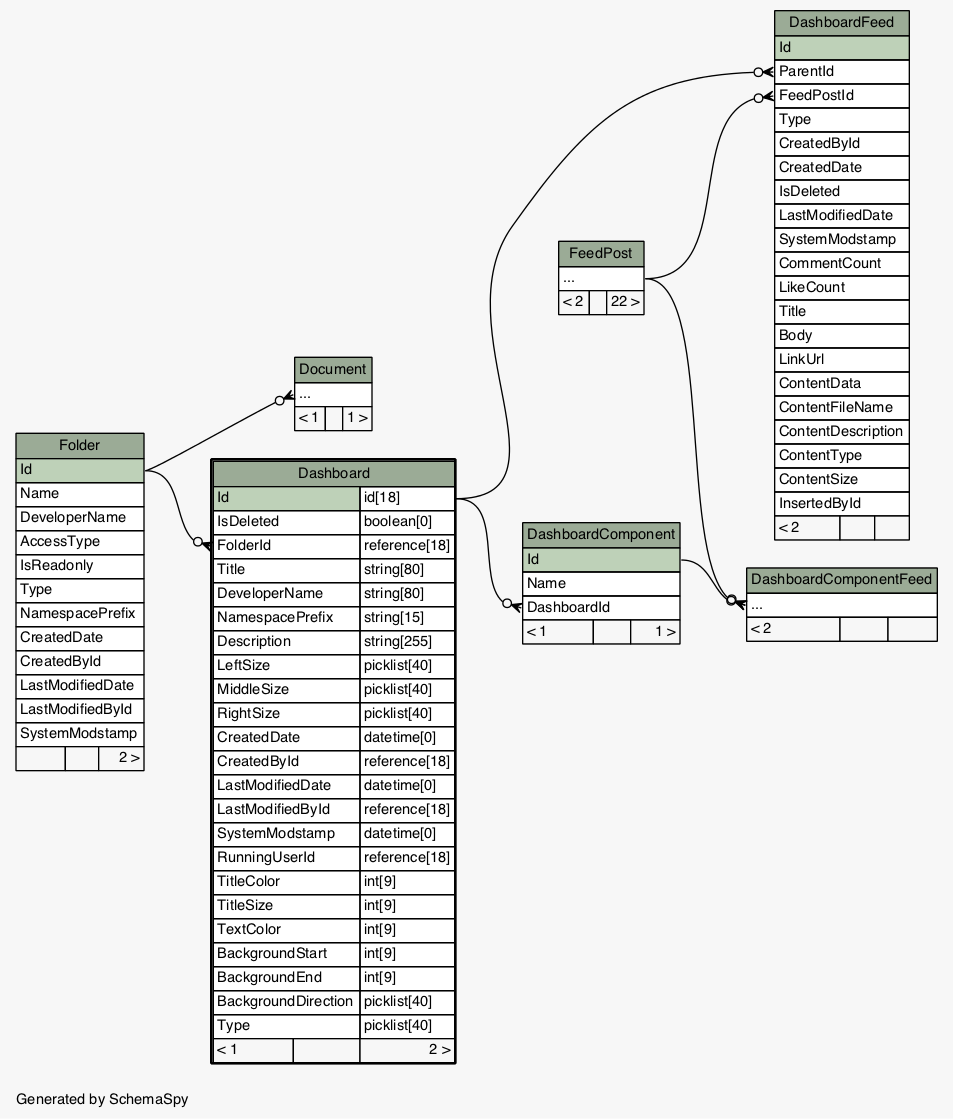 DashboardFeed
Id
ParentId
FeedPostId
Type
CreatedById
CreatedDate
IsDeleted
LastModifiedDate
SystemModstamp
CommentCount
LikeCount
Title
Body
LinkUrl
ContentData
ContentFileName
ContentDescription
ContentType
ContentSize
InsertedById
< 2
FeedPost
...
< 2 22 >
Document
...
< 1 1 >
Folder
Id
Name
DeveloperName
AccessType
IsReadonly
Type
NamespacePrefix
CreatedDate
CreatedById
LastModifiedDate
LastModifiedById
SystemModstamp
2 >
Dashboard
Id id[18]
IsDeleted boolean[0]
FolderId reference[18]
Title string[80]
DeveloperName string[80]
NamespacePrefix string[15]
Description string[255]
LeftSize picklist[40]
MiddleSize picklist[40]
RightSize picklist[40]
CreatedDate datetime[0]
CreatedById reference[18]
LastModifiedDate datetime[0]
LastModifiedById reference[18]
SystemModstamp datetime[0]
RunningUserId reference[18]
TitleColor int[9]
TitleSize int[9]
TextColor int[9]
BackgroundStart int[9]
BackgroundEnd int[9]
BackgroundDirection picklist[40]
Type picklist[40]
< 1 2 >
DashboardComponent
Id
Name
DashboardId
< 1 1 >
DashboardComponentFeed
...
< 2
Generated by SchemaSpy